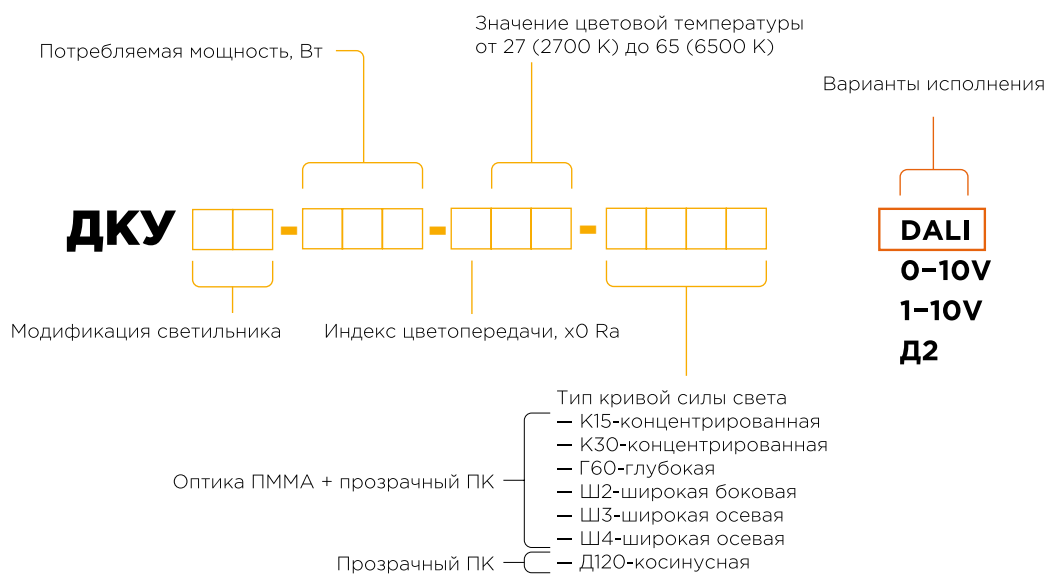 Значение цветовой температуры
от 27 (2700 К) до 65 (6500 К)
Потребляемая мощность, Вт
Варианты исполнения
ДКУ - - -
DALI
0–10V
1–10V
Д2
Модификация светильника
Индекс цветопередачи, x0 Ra
Тип кривой силы света
— К15-концентрированная
— К30-концентрированная
— Г60-глубокая
— Ш2-широкая боковая
— Ш3-широкая осевая
— Ш4-широкая осевая
Оптика ПММА + прозрачный ПК
Прозрачный ПК
— Д120-косинусная